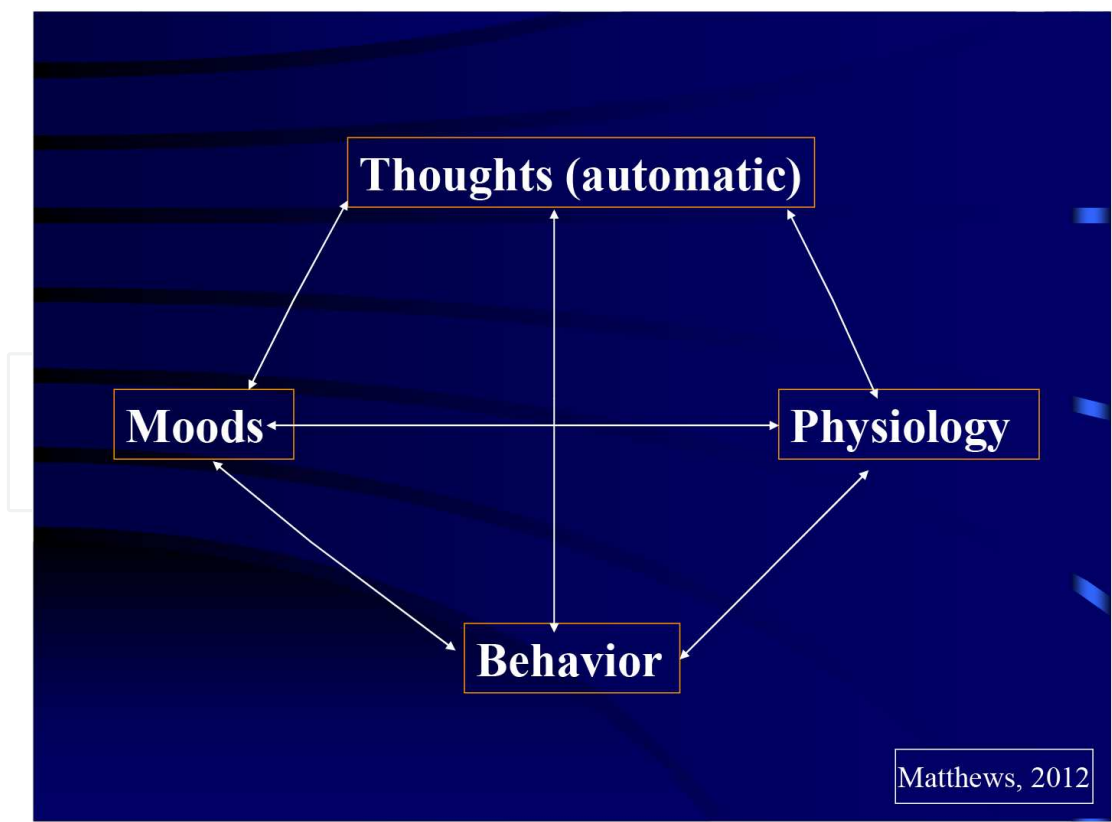 Thoughts (automatic)
Moods
Physiology
Behavior
Matthews, 2012